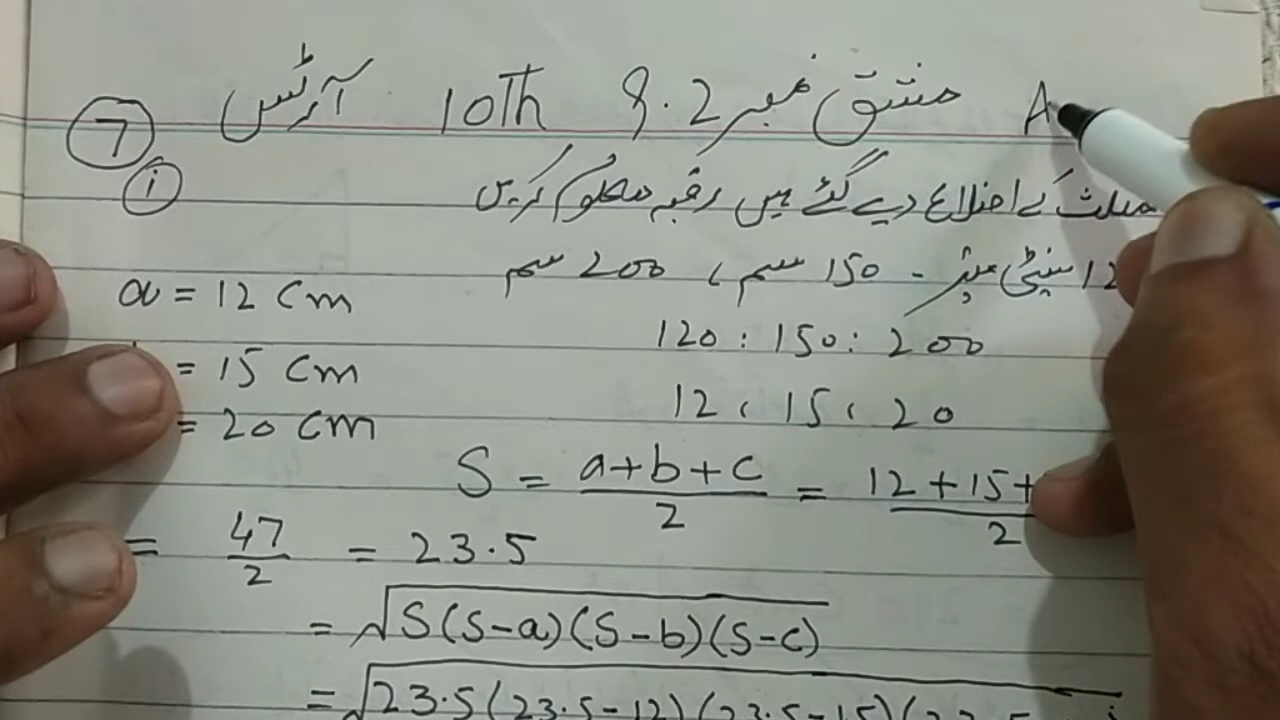 مشق نمبر 9.2 10th آرٹس A
7
i مثلث کے اضلاع دیے گئے ہیں رقبہ معلوم کریں
12 سینٹی میٹر - 150 سم ، 200 سم
a = 12 cm
120 : 150 : 200
= 15 cm
12 ، 15 ، 20
= 20 cm
S = a+b+c/2 = 12+15+ /2
= 47/2 = 23.5
= √S(S-a)(S-b)(S-c)
= √23.5(23.5-12)(23.5-15)(